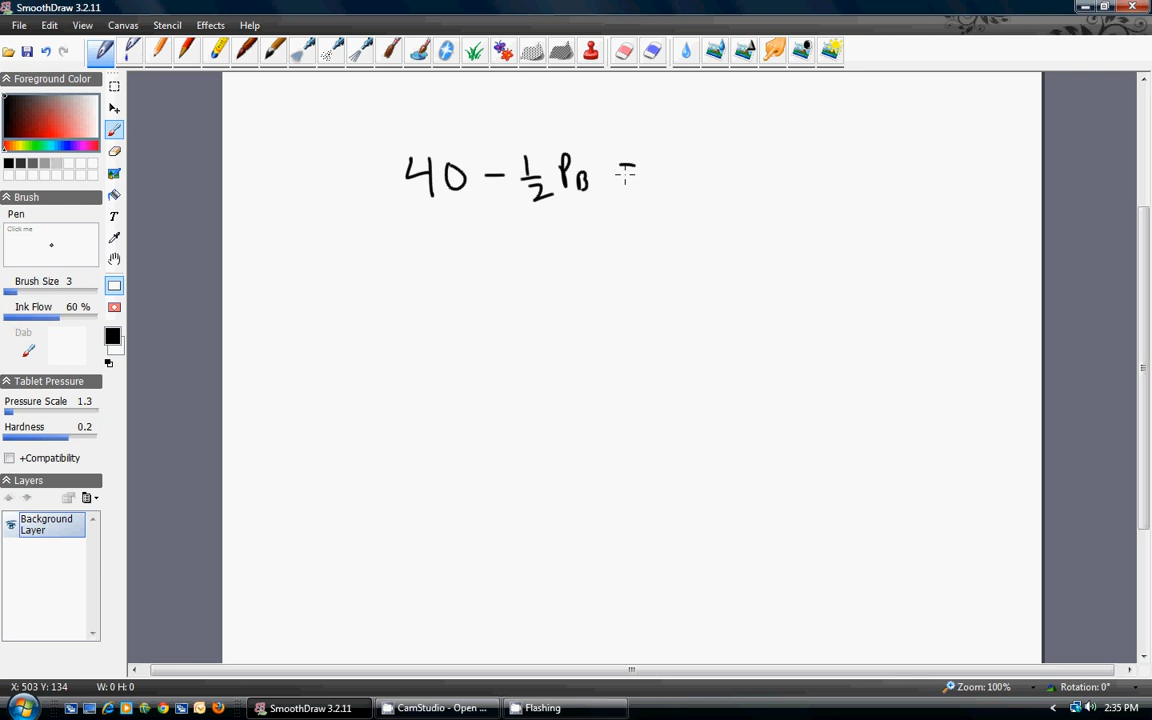 SmoothDraw 3.2.11
File Edit View Canvas Stencil Effects Help
Foreground Color
Brush
Pen
Click me
Brush Size 3
Ink Flow 60 %
Dab
Tablet Pressure
Pressure Scale 1.3
Hardness 0.2
+Compatibility
Layers
Background
Layer
T
40 - 1/2 PB =
X: 503 Y: 134 W: 0 H: 0
Zoom: 100% Rotation: 0°
SmoothDraw 3.2.11 CamStudio - Open ... Flashing 2:35 PM